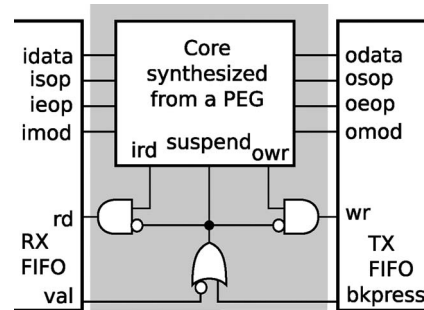 idata
isop
ieop
imod
Core
synthesized
from a PEG
suspend
ird
owr
odata
osop
oeop
omod
rd
RX
FIFO
val
wr
TX
FIFO
bkpress